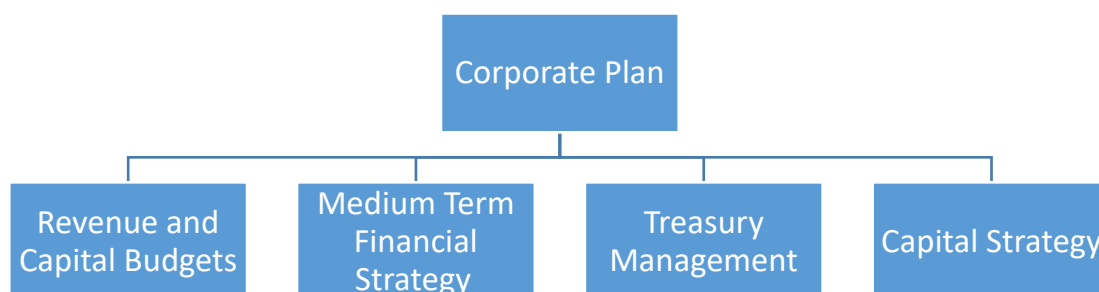 Corporate Plan
Revenue and
Capital Budgets
Medium Term
Financial
Strategy
Treasury
Management
Capital Strategy